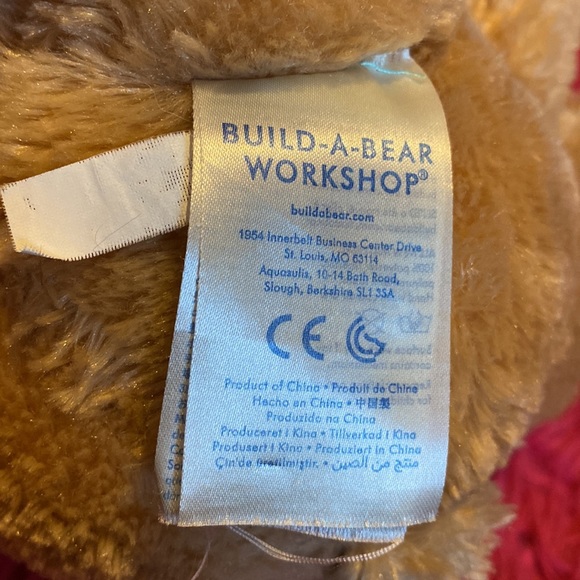 BUILD-A-BEAR
WORKSHOP®
buildabear.com
1954 Innerbelt Business Center Drive
St. Louis, MO 63114
Aquasulis, 10-14 Bath Road,
Slough, Berkshire SL1 3SA
CE
Product of China • Produit de Chine
Hecho en China • 中国製
Produzido na China
Produceret i Kina • Tillverkad i Kina
Produsert i Kina • Produziert in China
Çin'de üretilmiştir. • منتج من الصين